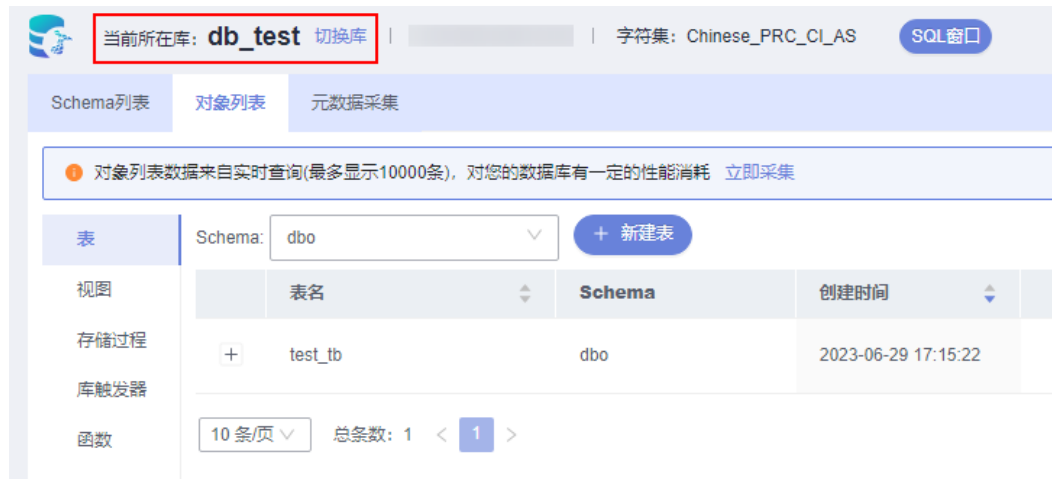 当前所在库: db_test 切换库 | | 字符集: Chinese_PRC_CI_AS SQL窗口
Schema列表 对象列表 元数据采集
对象列表数据来自实时查询(最多显示10000条)，对您的数据库有一定的性能消耗 立即采集
表 Schema: dbo + 新建表
视图 表名 Schema 创建时间
存储过程
test_tb dbo 2023-06-29 17:15:22
库触发器
函数 10 条/页 总条数: 1 < 1 >